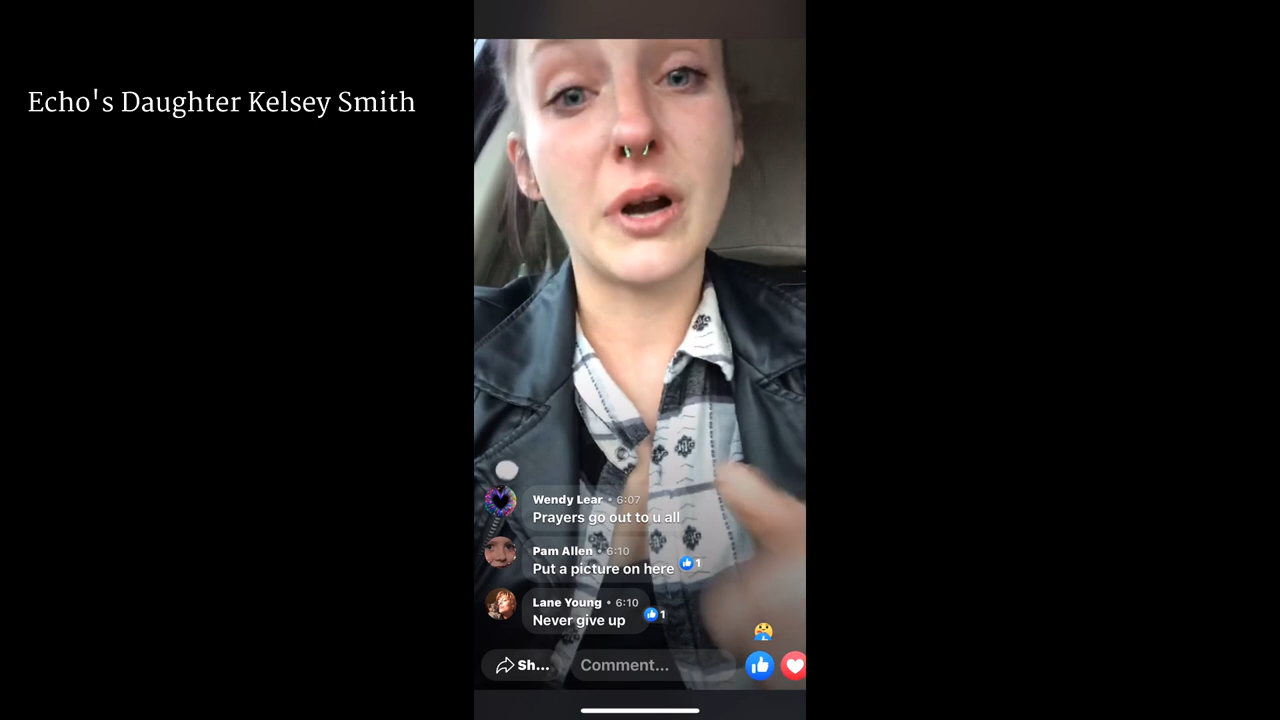 Echo's Daughter Kelsey Smith
Wendy Lear • 6:07
Prayers go out to u all
Pam Allen • 6:10
Put a picture on here
1
Lane Young • 6:10
Never give up
1
Sh...
Comment...